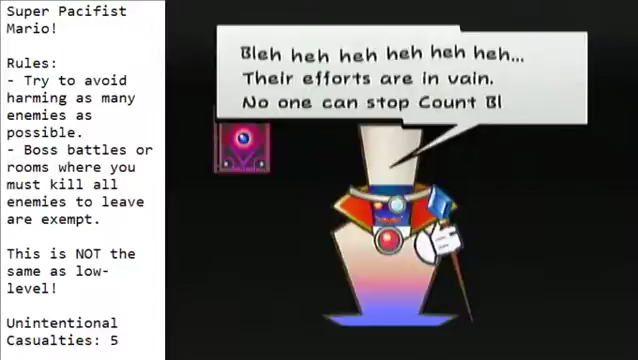 Super Pacifist
Mario!
Rules:
- Try to avoid
harming as many
enemies as
possible.
- Boss battles or
rooms where you
must kill all
enemies to leave
are exempt.
This is NOT the
same as low-
level!
Unintentional
Casualties: 5
Bleh heh heh heh heh heh...
Their efforts are in vain.
No one can stop Count Bl